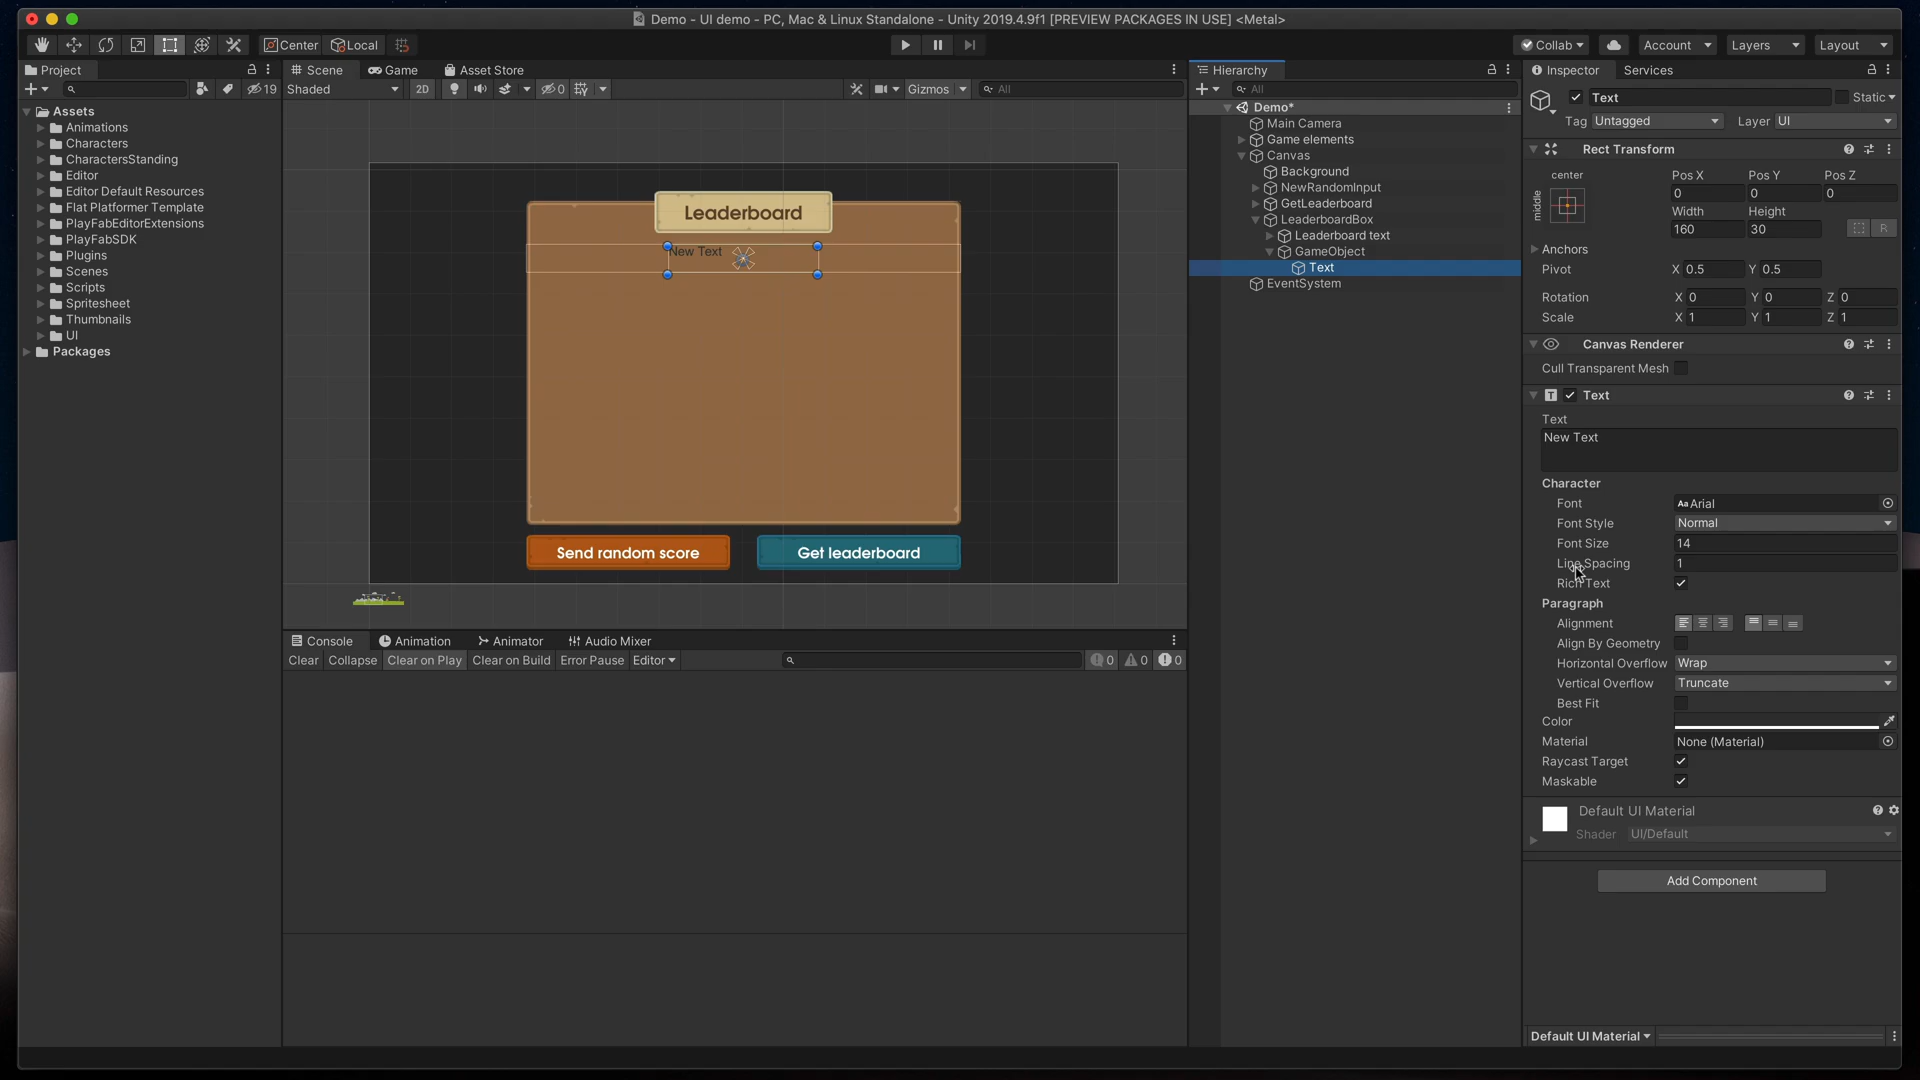 Demo - UI demo - PC, Mac & Linux Standalone - Unity 2019.4.9f1 [PREVIEW PACKAGES IN USE] <Metal>
Center Local
Collab Account Layers Layout
Project
19
Assets
Animations
Characters
CharactersStanding
Editor
Editor Default Resources
Flat Platformer Template
PlayFabEditorExtensions
PlayFabSDK
Plugins
Scenes
Scripts
Spritesheet
Thumbnails
UI
Packages
Scene Game Asset Store
Shaded 2D 0 Gizmos All
Leaderboard
New Text
Send random score Get leaderboard
Console Animation Animator Audio Mixer
Clear Collapse Clear on Play Clear on Build Error Pause Editor 0 0 0
Hierarchy
All
Demo*
Main Camera
Game elements
Canvas
Background
NewRandomInput
GetLeaderboard
LeaderboardBox
Leaderboard text
GameObject
Text
EventSystem
Inspector Services
Text Static
Tag Untagged Layer UI
Rect Transform
center Pos X Pos Y Pos Z
middle 0 0 0
Width Height
160 30 R
Anchors
Pivot X 0.5 Y 0.5
Rotation X 0 Y 0 Z 0
Scale X 1 Y 1 Z 1
Canvas Renderer
Cull Transparent Mesh
T Text
Text
New Text
Character
Font Aa Arial
Font Style Normal
Font Size 14
Line Spacing 1
Rich Text
Paragraph
Alignment
Align By Geometry
Horizontal Overflow Wrap
Vertical Overflow Truncate
Best Fit
Color
Material None (Material)
Raycast Target
Maskable
Default UI Material
Shader UI/Default
Add Component
Default UI Material